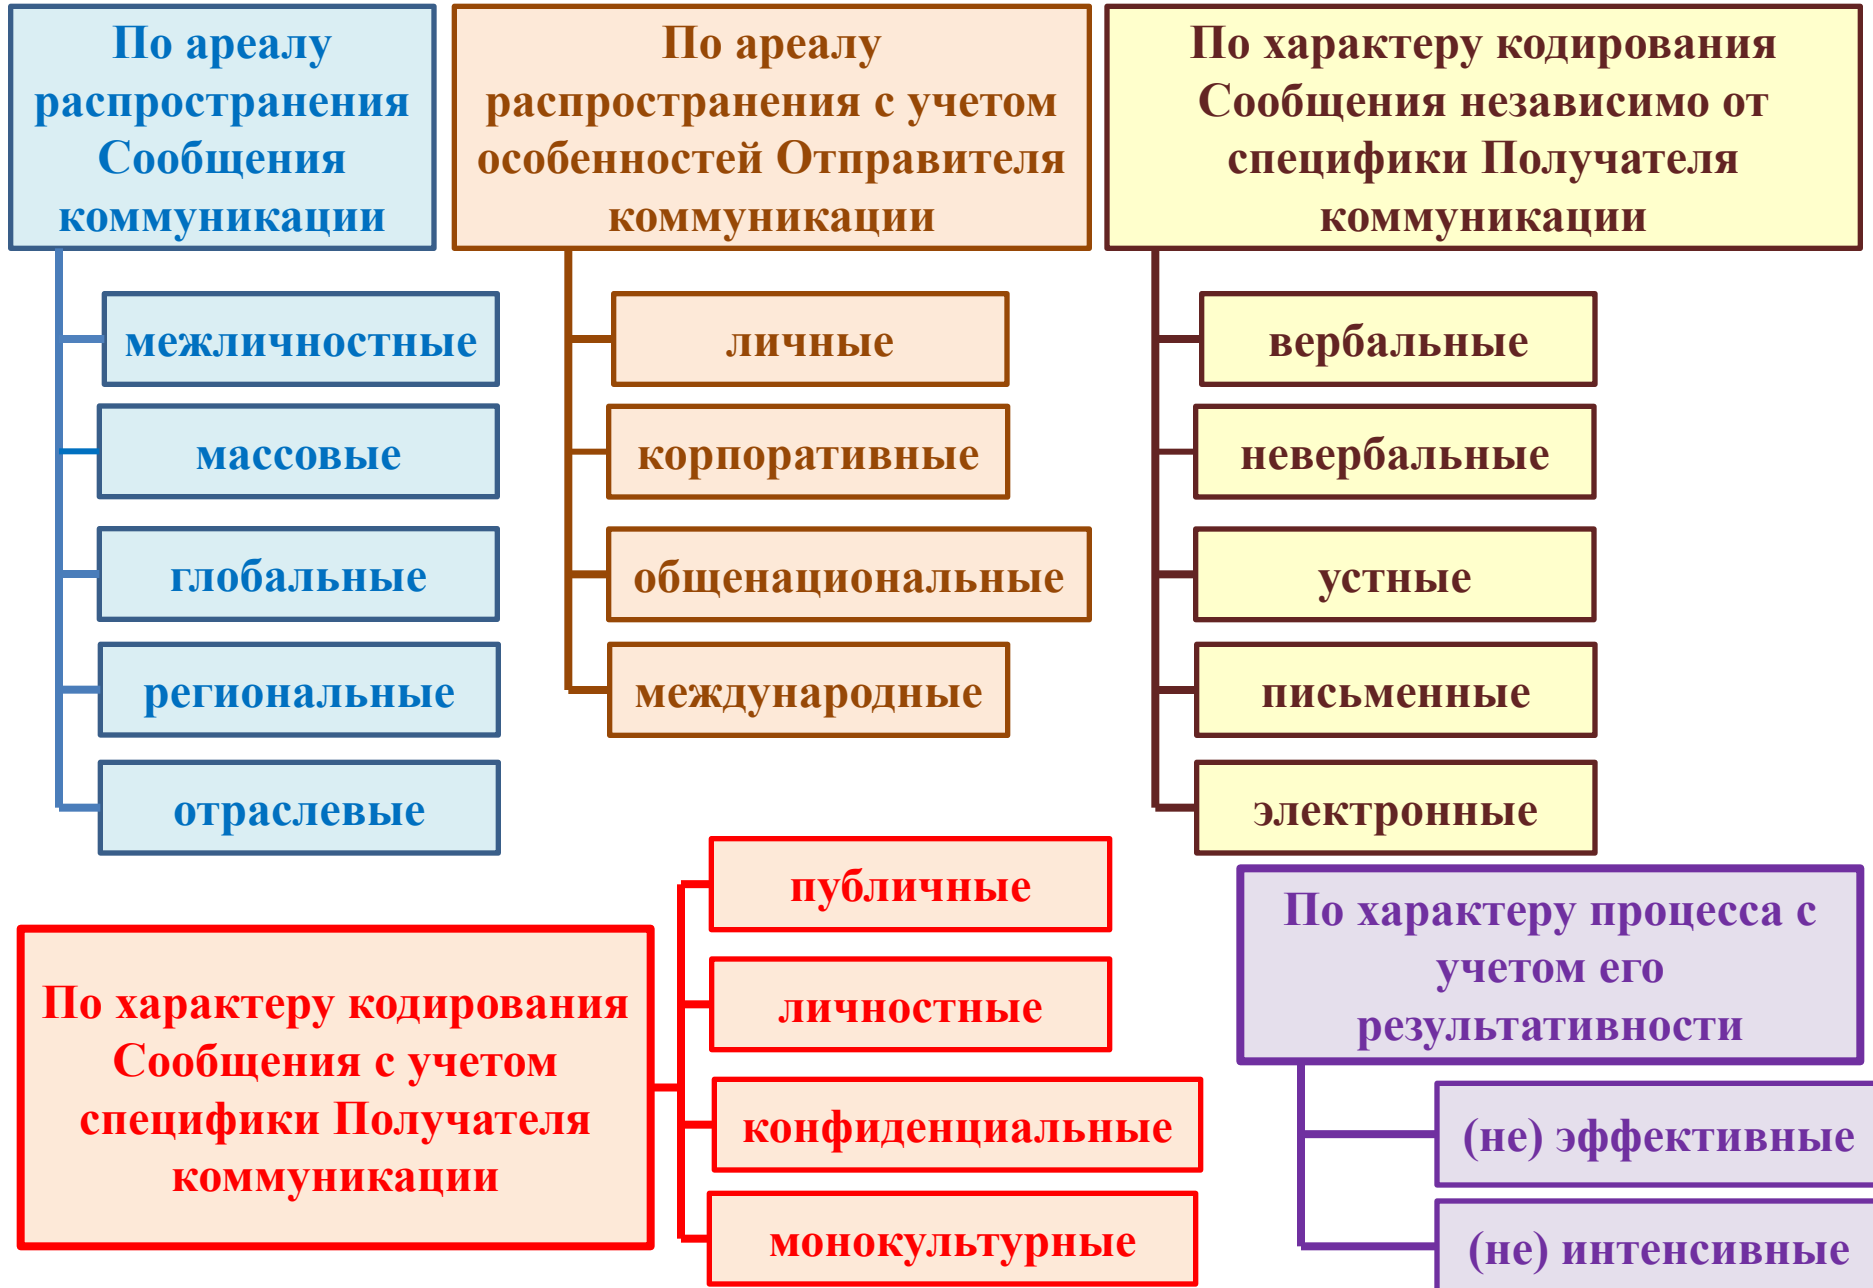 По ареалу
распространения
Сообщения
коммуникации
межличностные
массовые
глобальные
региональные
отраслевые
По ареалу
распространения с учетом
особенностей Отправителя
коммуникации
личные
корпоративные
общенациональные
международные
По характеру кодирования
Сообщения независимо от
специфики Получателя
коммуникации
вербальные
невербальные
устные
письменные
электронные
По характеру кодирования
Сообщения с учетом
специфики Получателя
коммуникации
публичные
личностные
конфиденциальные
монокультурные
По характеру процесса с
учетом его
результативности
(не) эффективные
(не) интенсивные